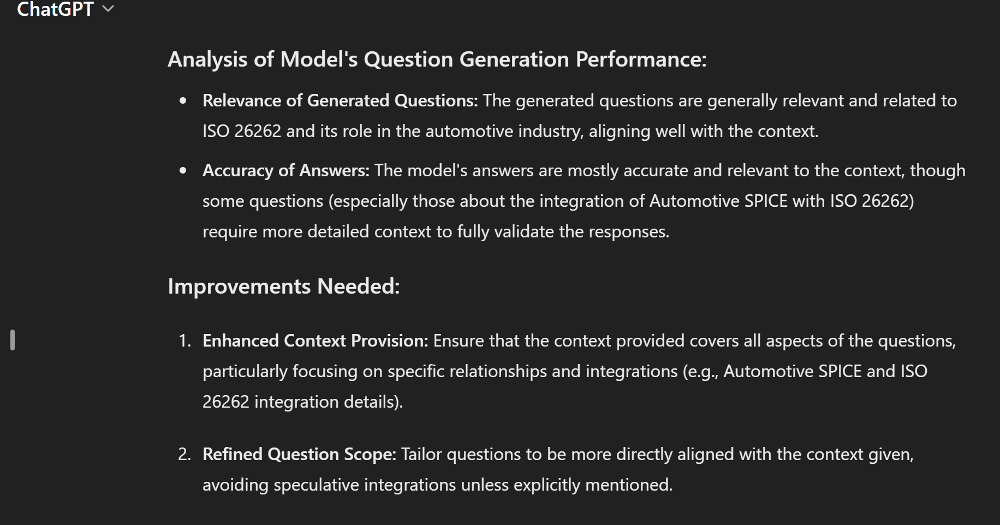 ChatGPT
Analysis of Model's Question Generation Performance:
Relevance of Generated Questions: The generated questions are generally relevant and related to
ISO 26262 and its role in the automotive industry, aligning well with the context.
Accuracy of Answers: The model's answers are mostly accurate and relevant to the context, though
some questions (especially those about the integration of Automotive SPICE with ISO 26262)
require more detailed context to fully validate the responses.
Improvements Needed:
1. Enhanced Context Provision: Ensure that the context provided covers all aspects of the questions,
particularly focusing on specific relationships and integrations (e.g., Automotive SPICE and ISO
26262 integration details).
2. Refined Question Scope: Tailor questions to be more directly aligned with the context given,
avoiding speculative integrations unless explicitly mentioned.